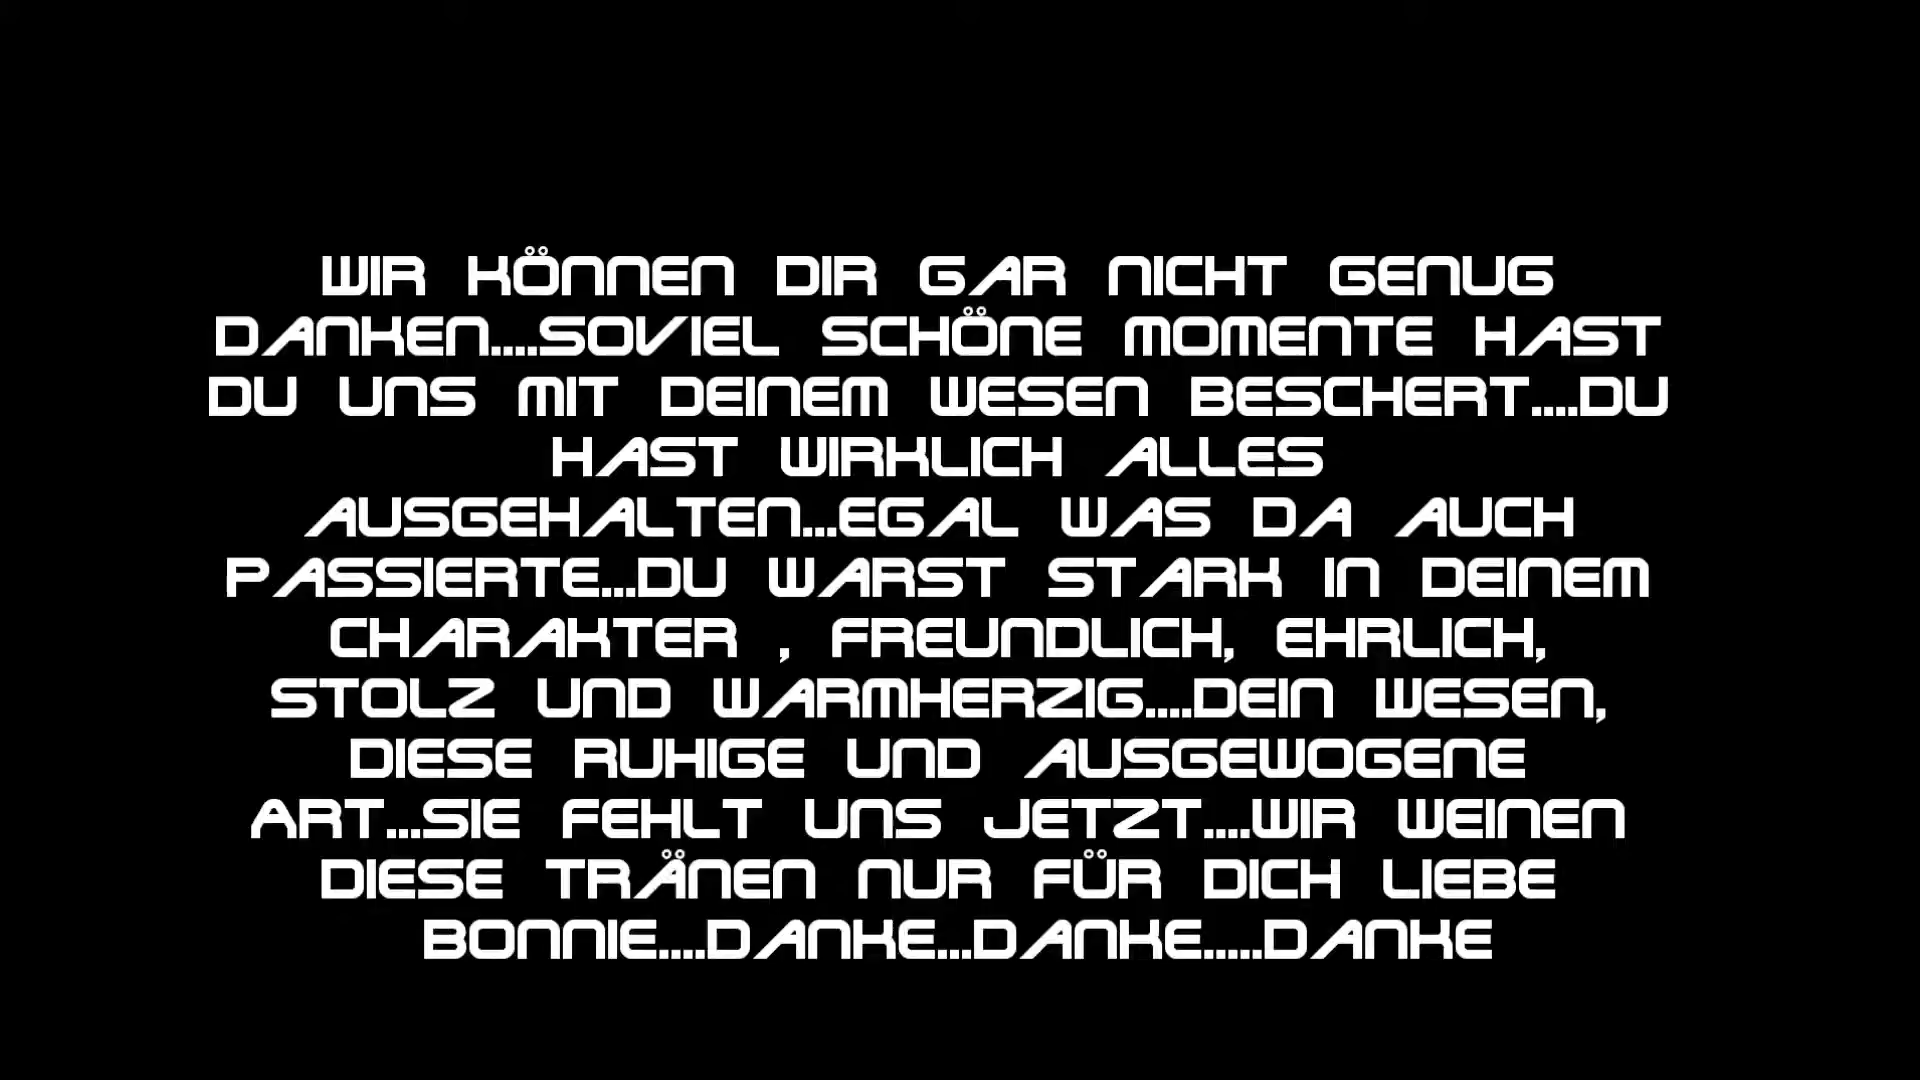 WIR KÖNNEN DIR GAR NICHT GENUG
DANKEN....SOVIEL SCHÖNE MOMENTE HAST
DU UNS MIT DEINEM WESEN BESCHERT....DU
HAST WIRKLICH ALLES
AUSGEHALTEN...EGAL WAS DA AUCH
PASSIERTE...DU WARST STARK IN DEINEM
CHARAKTER , FREUNDLICH, EHRLICH,
STOLZ UND WARMHERZIG....DEIN WESEN,
DIESE RUHIGE UND AUSGEWOGENE
ART...SIE FEHLT UNS JETZT....WIR WEINEN
DIESE TRÄNEN NUR FÜR DICH LIEBE
BONNIE....DANKE...DANKE.....DANKE